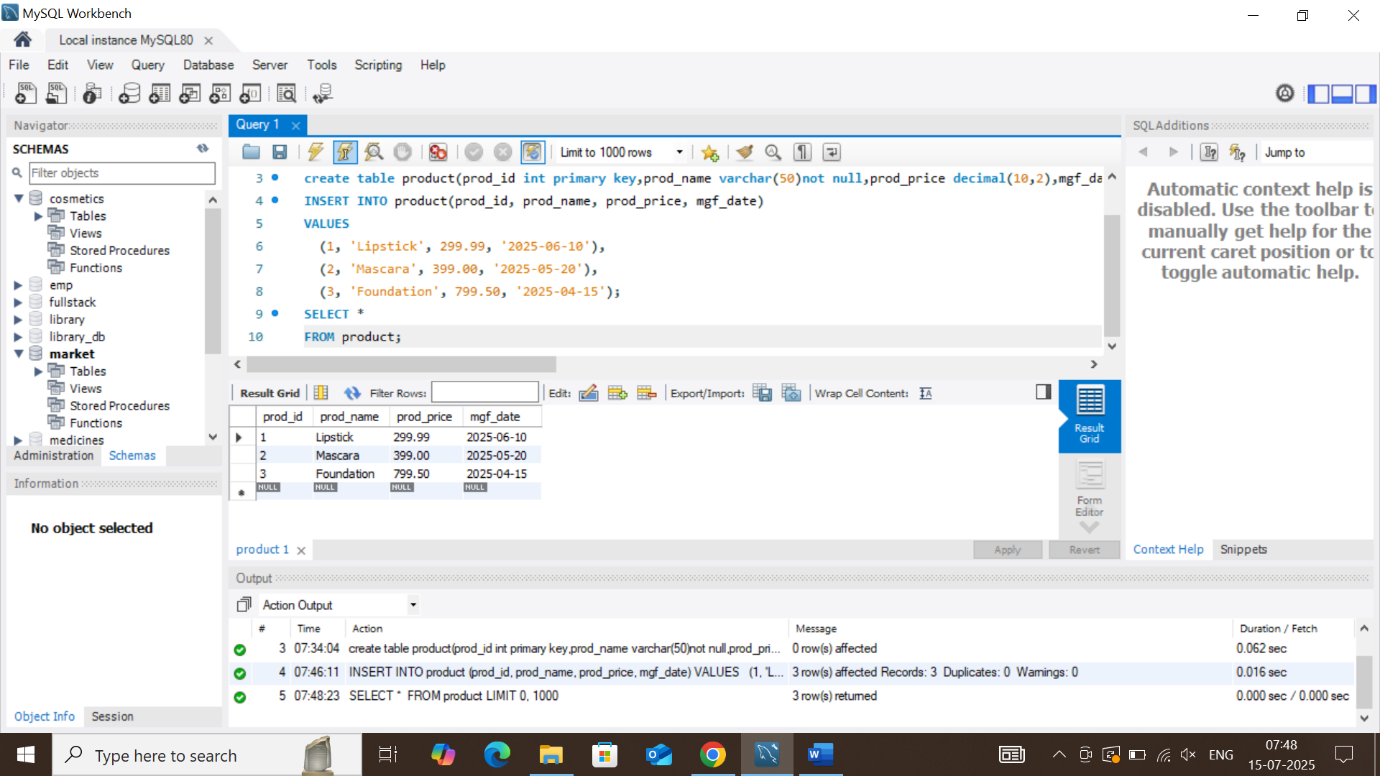 MySQL Workbench
Local instance MySQL80
File Edit View Query Database Server Tools Scripting Help
Navigator
SCHEMAS
Filter objects
cosmetics
Tables
Views
Stored Procedures
Functions
emp
fullstack
library
library_db
market
Tables
Views
Stored Procedures
Functions
medicines
Administration Schemas
Information
No object selected
Object Info Session
Query 1
Limit to 1000 rows
3 create table product(prod_id int primary key,prod_name varchar(50)not null,prod_price decimal(10,2),mgf_da
4 INSERT INTO product(prod_id, prod_name, prod_price, mgf_date)
5 VALUES
6 (1, 'Lipstick', 299.99, '2025-06-10'),
7 (2, 'Mascara', 399.00, '2025-05-20'),
8 (3, 'Foundation', 799.50, '2025-04-15');
9 SELECT *
10 FROM product;
Result Grid Filter Rows: Edit: Export/Import: Wrap Cell Content:
prod_id prod_name prod_price mgf_date
1 Lipstick 299.99 2025-06-10
2 Mascara 399.00 2025-05-20
3 Foundation 799.50 2025-04-15
NULL NULL NULL NULL
Result
Grid
Form
Editor
product 1
Apply Revert
SQLAdditions
Jump to
Automatic context help is
disabled. Use the toolbar t
manually get help for the
current caret position or to
toggle automatic help.
Context Help Snippets
Output
Action Output
# Time Action Message Duration / Fetch
3 07:34:04 create table product(prod_id int primary key,prod_name varchar(50)not null,prod_pri... 0 row(s) affected 0.062 sec
4 07:46:11 INSERT INTO product (prod_id, prod_name, prod_price, mgf_date) VALUES (1, 'L... 3 row(s) affected Records: 3 Duplicates: 0 Warnings: 0 0.016 sec
5 07:48:23 SELECT * FROM product LIMIT 0, 1000 3 row(s) returned 0.000 sec / 0.000 sec
Type here to search
ENG
07:48
15-07-2025